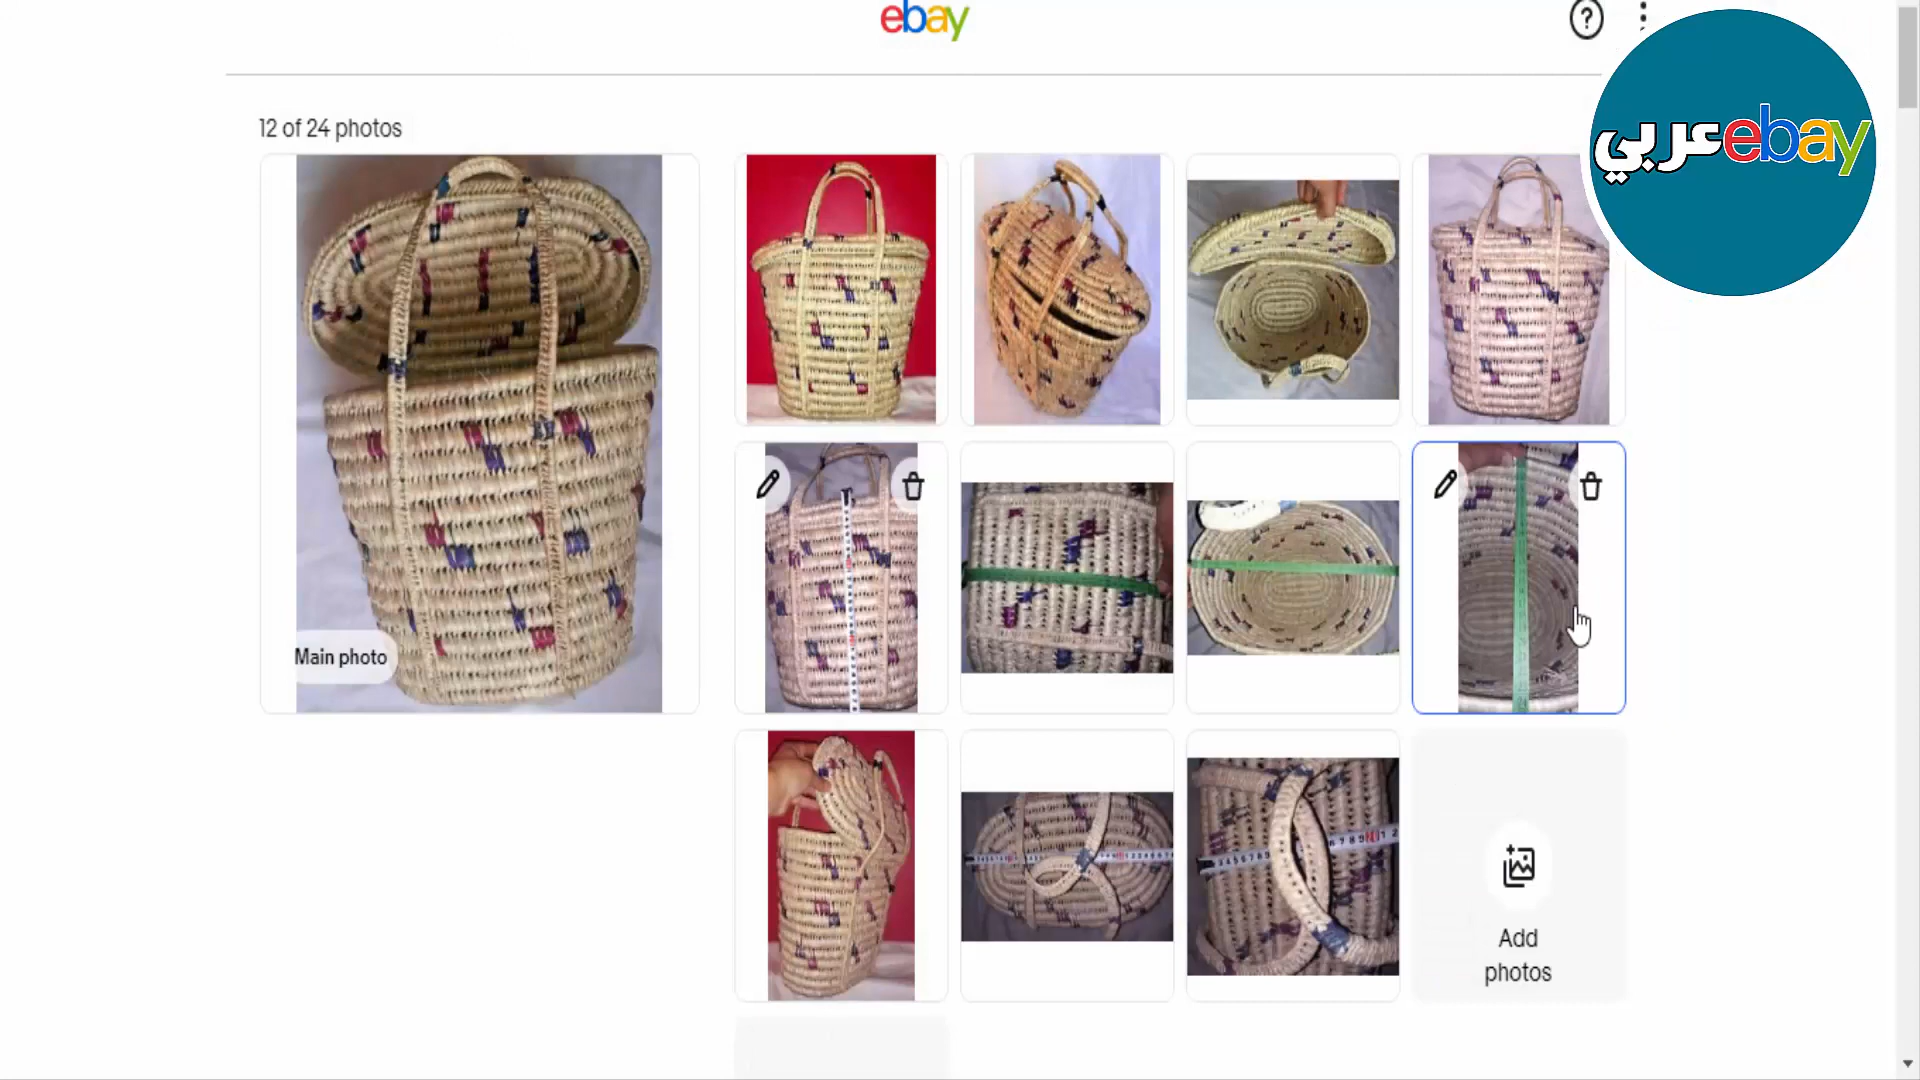 ebay
?
عربي ebay
12 of 24 photos
Main photo
Add
photos